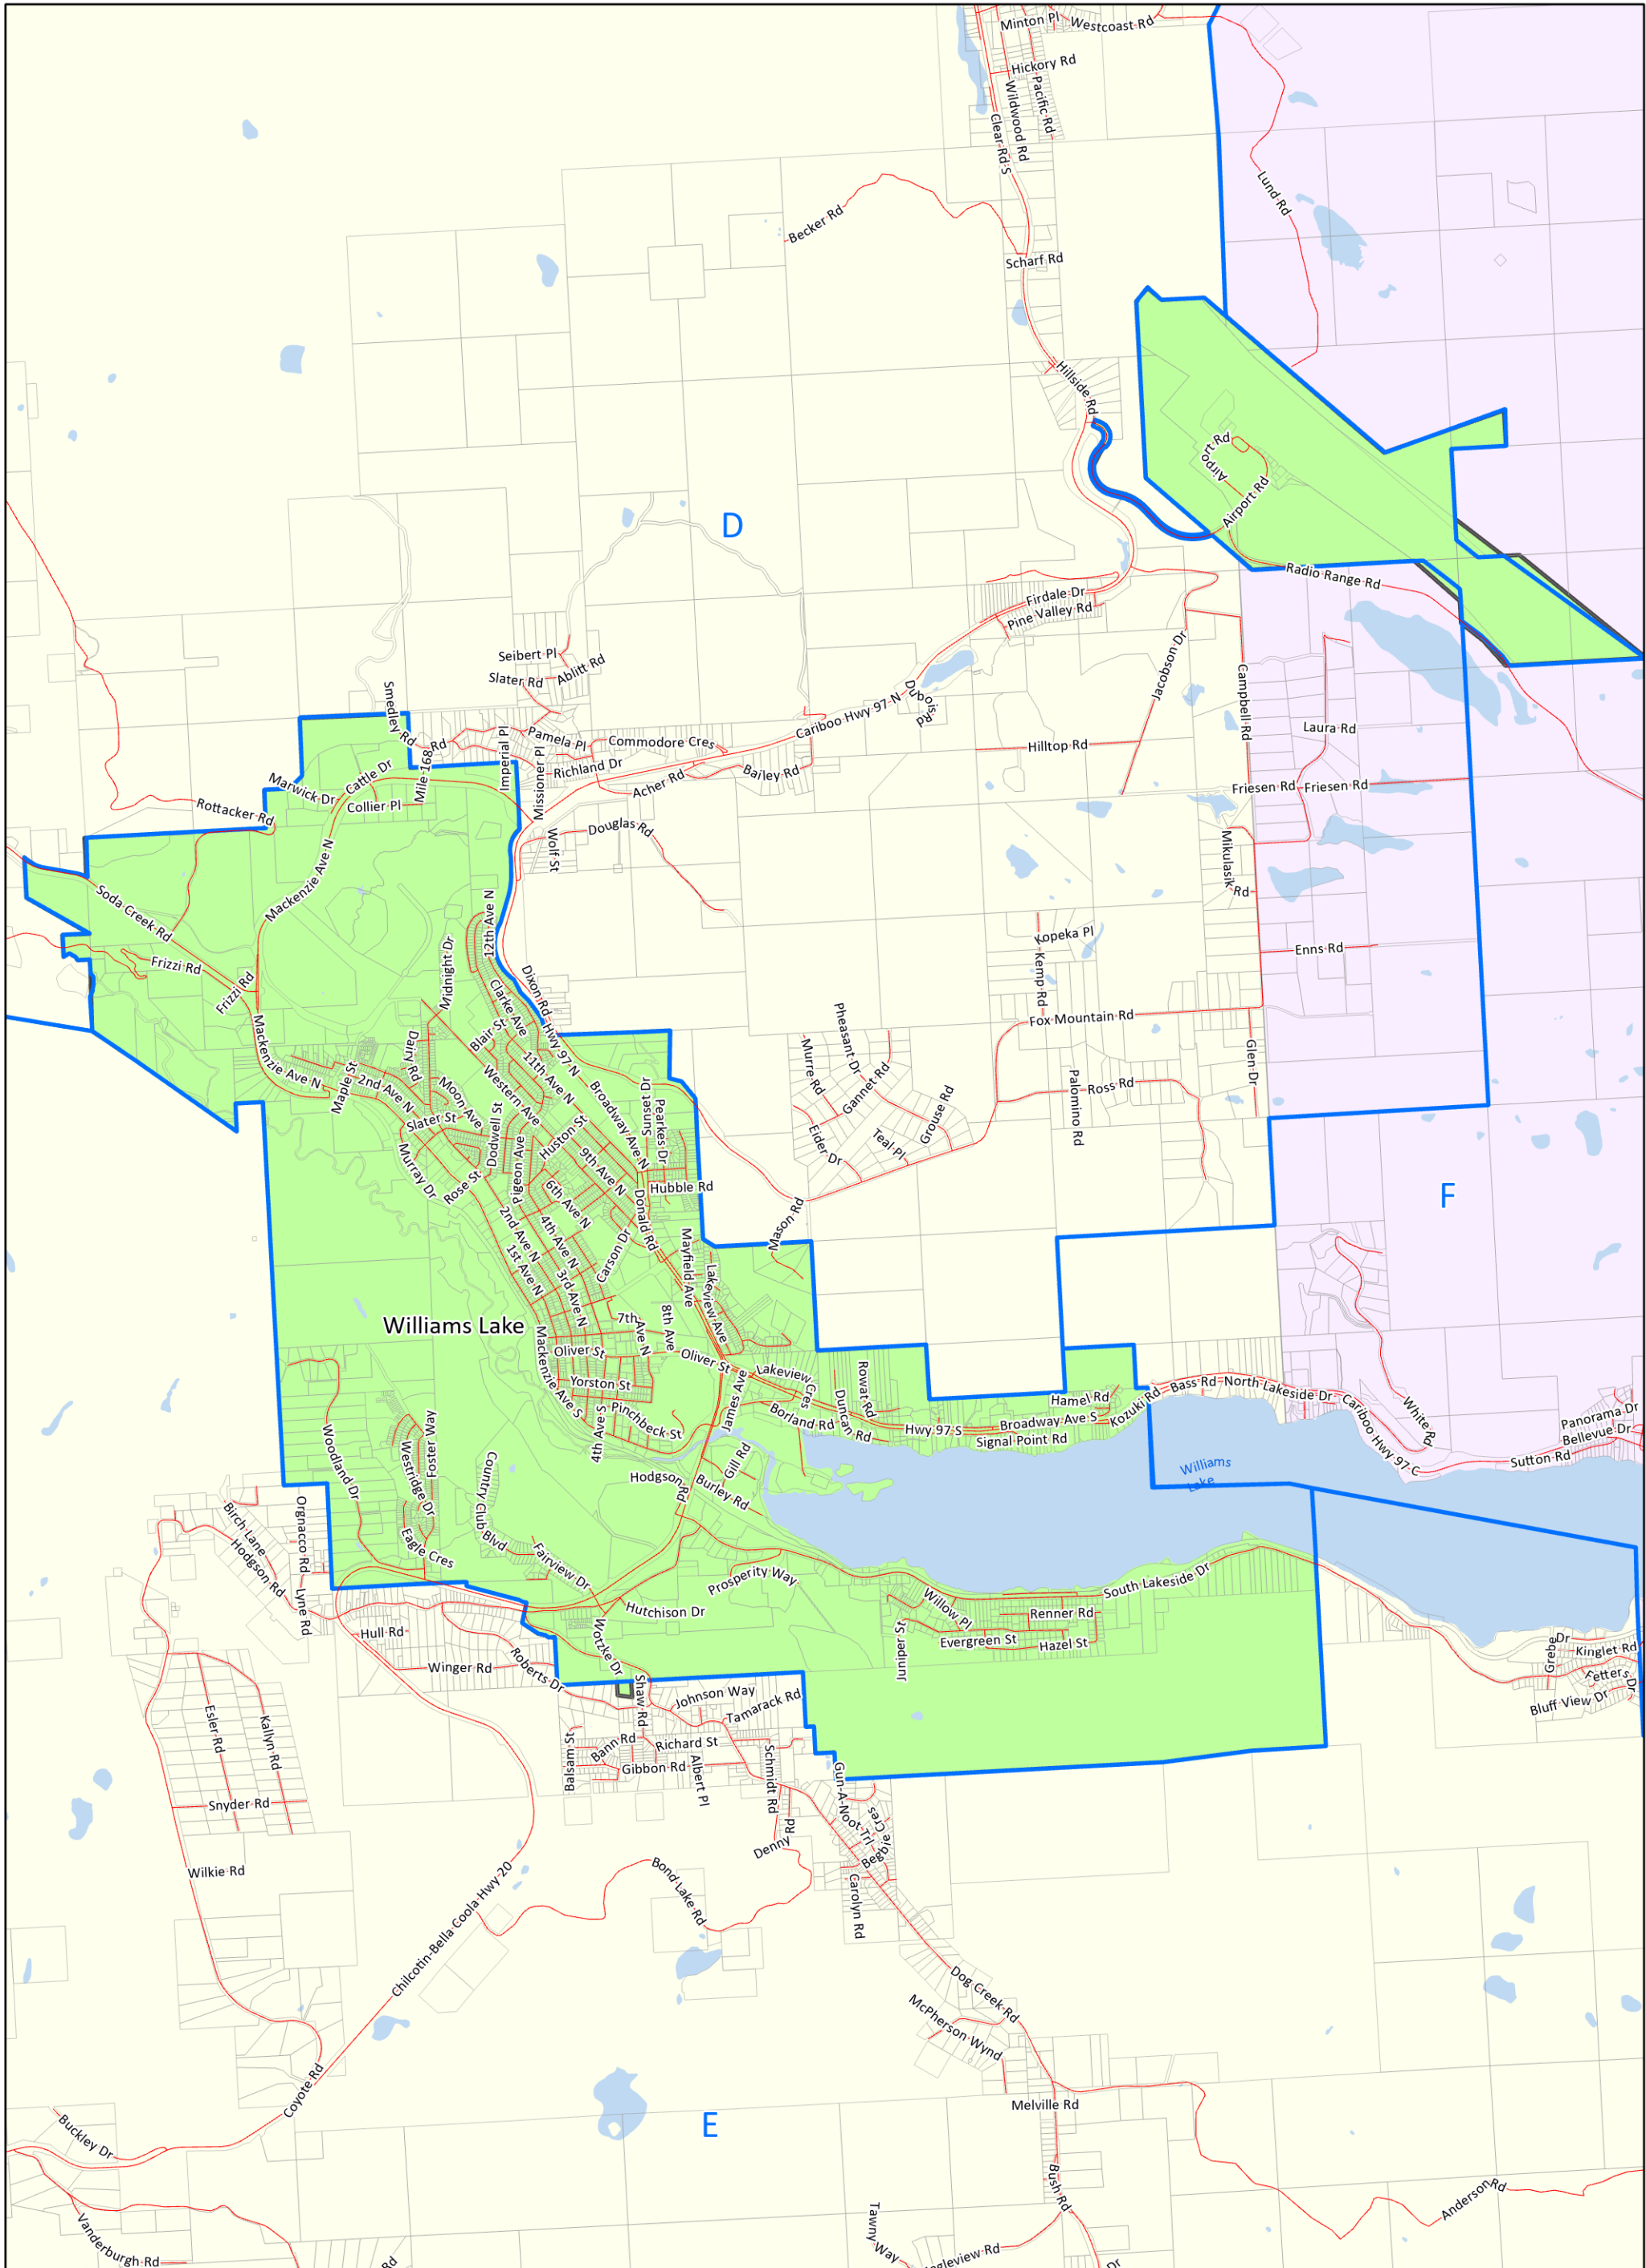 Minton Pl
Westcoast Rd
Hickory Rd
Pacific Rd
Wildwood Rd
Clear Rd S
Lund Rd
Becker Rd
Scharf Rd
Hillside Rd
Airport Rd
Airport Rd
D
Radio Range Rd
Firdale Dr
Pine Valley Rd
Seibert Pl
Ablitt Rd
Slater Rd
Jacobson Dr
Campbell Rd
Smedley Rd
Rd
Imperial Pl
Pamela Pl
Commodore Cres
Cariboo Hwy 97 N
Dubois Rd
Laura Rd
Hilltop Rd
Missioner Pl
Richland Dr
Acher Rd
Bailey Rd
Mile 168
Cattle Dr
Marwick Dr
Collier Pl
Friesen Rd
Friesen Rd
Rottacker Rd
Douglas Rd
Wolf St
Mikulasik Rd
Mackenzie Ave N
Soda Creek Rd
12th Ave N
Midnight Dr
Kopeka Pl
Kemp Rd
Enns Rd
Frizzi Rd
Frizzi Rd
Dixon Rd
Clarke Ave
Hwy 97 N
Fox Mountain Rd
Pheasant Dr
Murre Rd
Gannet Rd
Glen Dr
Mackenzie Ave N
Blair St
Dairy Rd
11th Ave N
Maple St
2nd Ave N
Western Ave
Moon Ave
Broadway Ave N
Sunset Dr
Pearkes Dr
Ross Rd
Palomino Rd
Grouse Rd
Slater St
Dodwell St
Huston St
Eider Dr
Teal Pl
Murray Dr
Pigeon Ave
9th Ave N
Rose St
6th Ave N
Hubble Rd
Donald Rd
F
2nd Ave N
4th Ave N
Mason Rd
1st Ave N
3rd Ave N
Carson Dr
Mayfield Ave
Lakeview Ave
Williams Lake
7th Ave N
8th Ave
Mackenzie Ave S
Oliver St
Oliver St
Lakeview Cres
Rowat Rd
Yorston St
James Ave
Duncan Rd
Borland Rd
Hamel Rd
Kozuki Rd
Bass Rd
North Lakeside Dr
Cariboo Hwy 97 C
White Rd
Panorama Dr
Bellevue Dr
Sutton Rd
Hwy 97 S
Broadway Ave S
Signal Point Rd
Pinchbeck St
4th Ave S
Woodland Dr
Westridge Dr
Foster Way
Gill Rd
Williams
Lake
Country Club Blvd
Hodgson Rd
Burley Rd
Birch Lane
Orgnacco Rd
Hodgson Rd
Eagle Cres
Fairview Dr
Prosperity Way
South Lakeside Dr
Lyne Rd
Hutchison Dr
Willow Pl
Renner Rd
Hull Rd
Wotzke Dr
Evergreen St
Hazel St
Juniper St
Winger Rd
Roberts Dr
Grebe Dr
Kinglet Rd
Fetters Dr
Bluff View Dr
Shaw Rd
Johnson Way
Tamarack Rd
Esler Rd
Kallyn Rd
Bann Rd
Richard St
Balsam St
Gibbon Rd
Albert Pl
Schmidt Rd
Gun-A-Noot Trl
Snyder Rd
Begbie Cres
Denny Rd
Wilkie Rd
Bond Lake Rd
Carolyn Rd
Chilcotin-Bella Coola Hwy 20
Dog Creek Rd
McPherson Wynd
Coyote Rd
Melville Rd
E
Buckley Dr
Bush Rd
Anderson Rd
Vanderburgh Rd
Tawny Way
Rd
Dr